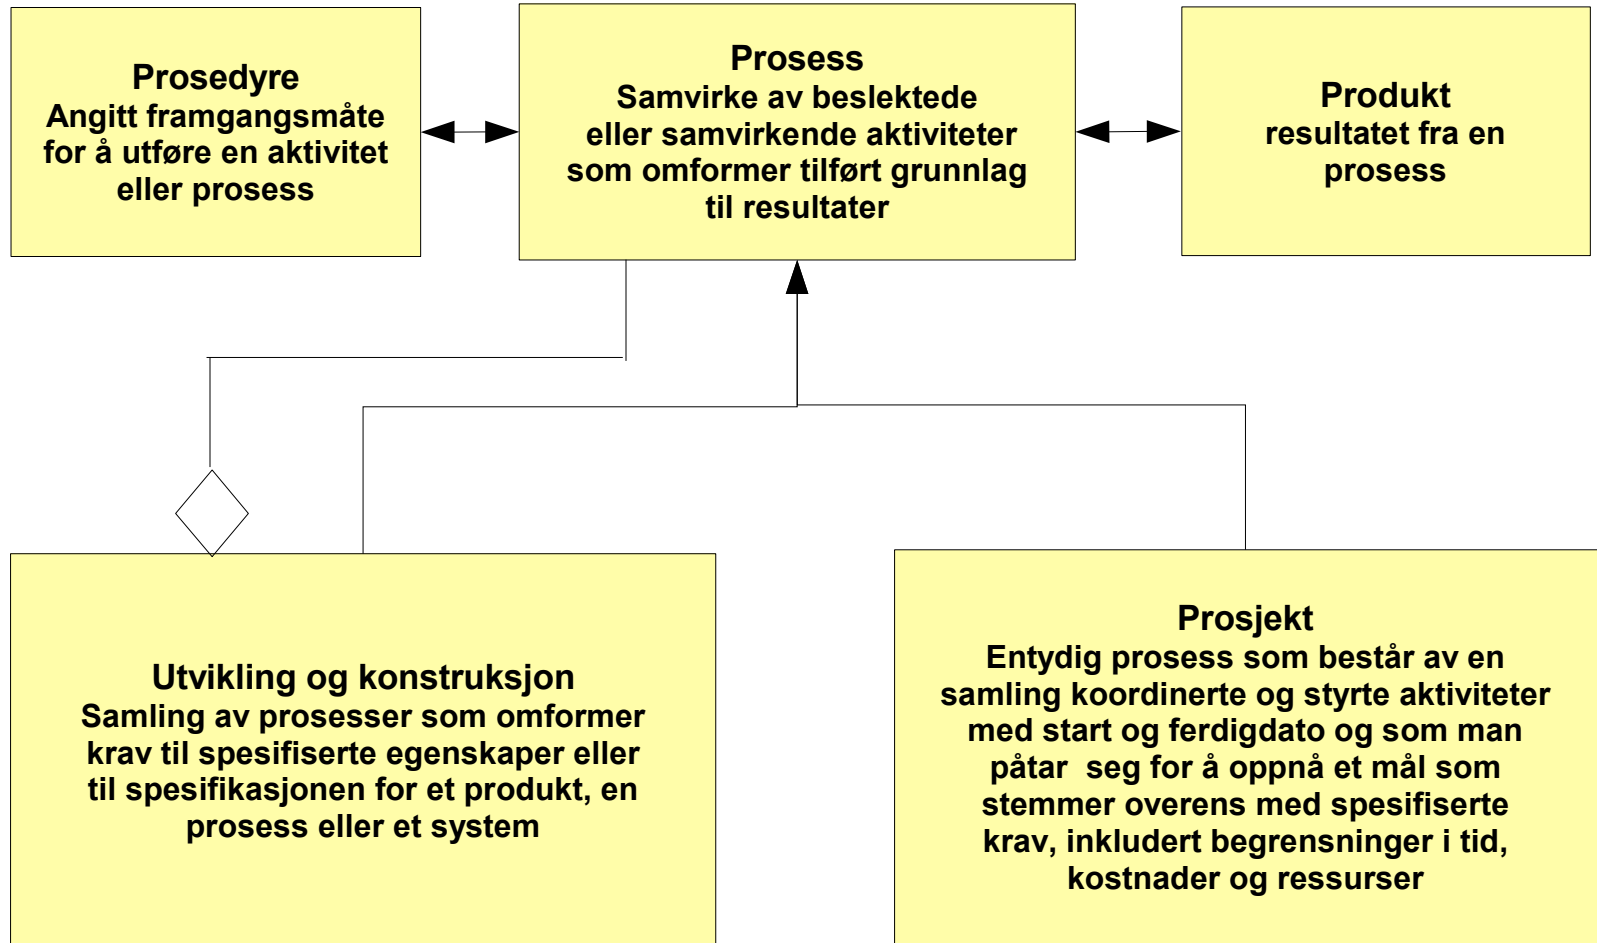 Prosedyre
Angitt framgangsmåte
for å utføre en aktivitet
eller prosess
Prosess
Samvirke av beslektede
eller samvirkende aktiviteter
som omformer tilført grunnlag
til resultater
Produkt
resultatet fra en
prosess
Utvikling og konstruksjon
Samling av prosesser som omformer
krav til spesifiserte egenskaper eller
til spesifikasjonen for et produkt, en
prosess eller et system
Prosjekt
Entydig prosess som består av en
samling koordinerte og styrte aktiviteter
med start og ferdigdato og som man
påtar  seg for å oppnå et mål som
stemmer overens med spesifiserte
krav, inkludert begrensninger i tid,
kostnader og ressurser